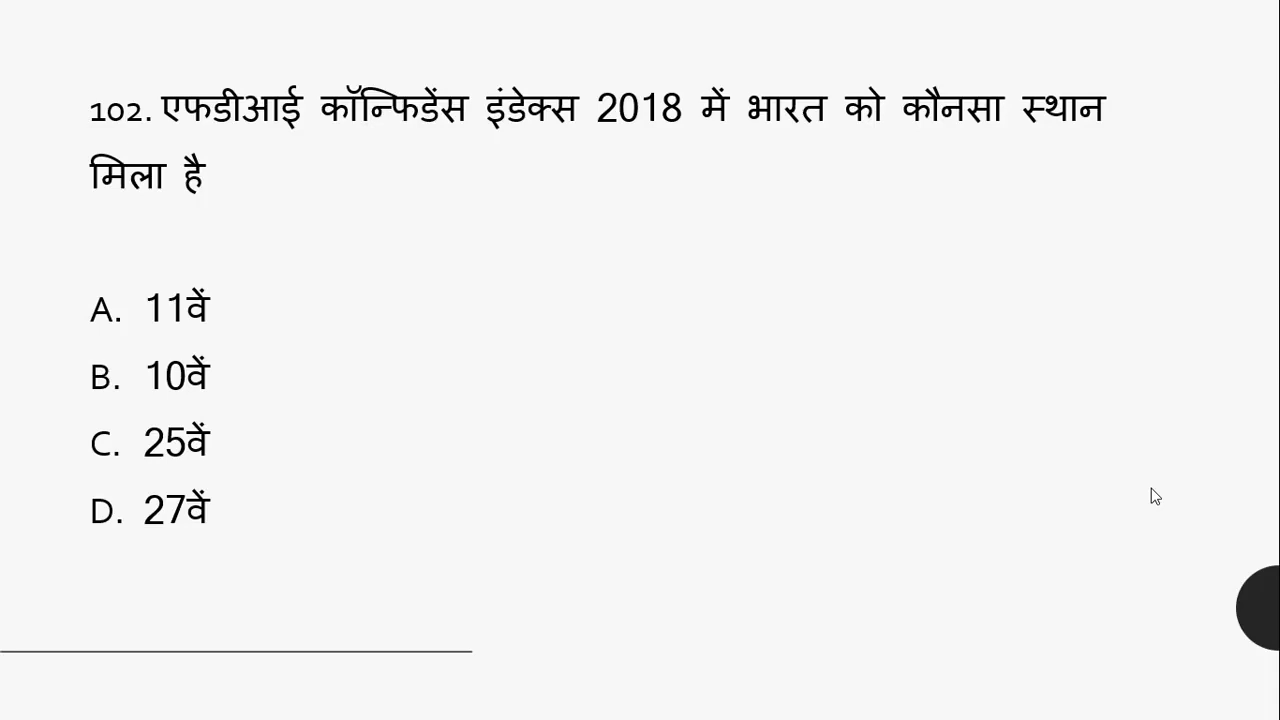 102. एफडीआई कॉन्फिडेंस इंडेक्स 2018 में भारत को कौनसा स्थान
मिला है
A. 11वें
B. 10वें
C. 25वें
D. 27वें